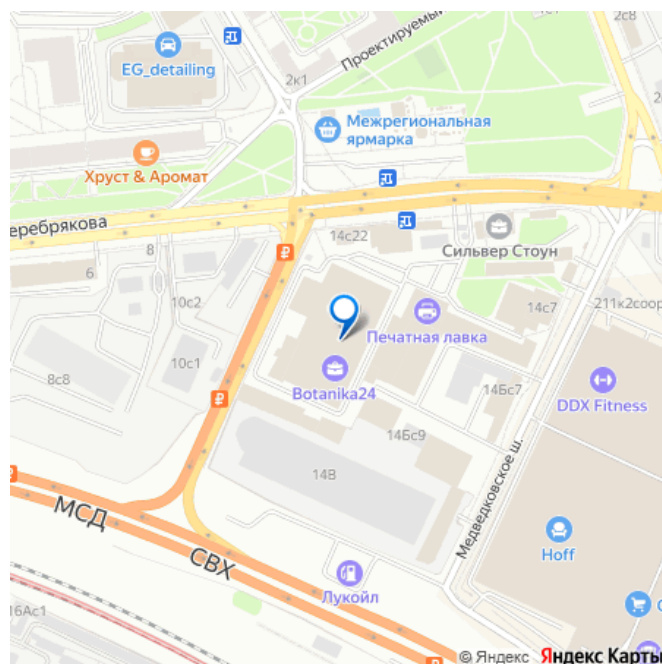 2с8
EG_detailing
2к1
Проектируемый
Межрегиональная
ярмарка
Хруст & Аромат
еребрякова
8
14с22
Сильвер Стоун
6
10с2
14с7
211к2соор
Печатная лавка
10с1
8с8
Botanika24
14Бс7
DDX Fitness
14Бс9
Медведковское ш.
14В
МСД
СВХ
Hoff
Лукойл
16Ас1
© Яндекс Яндекс Карты